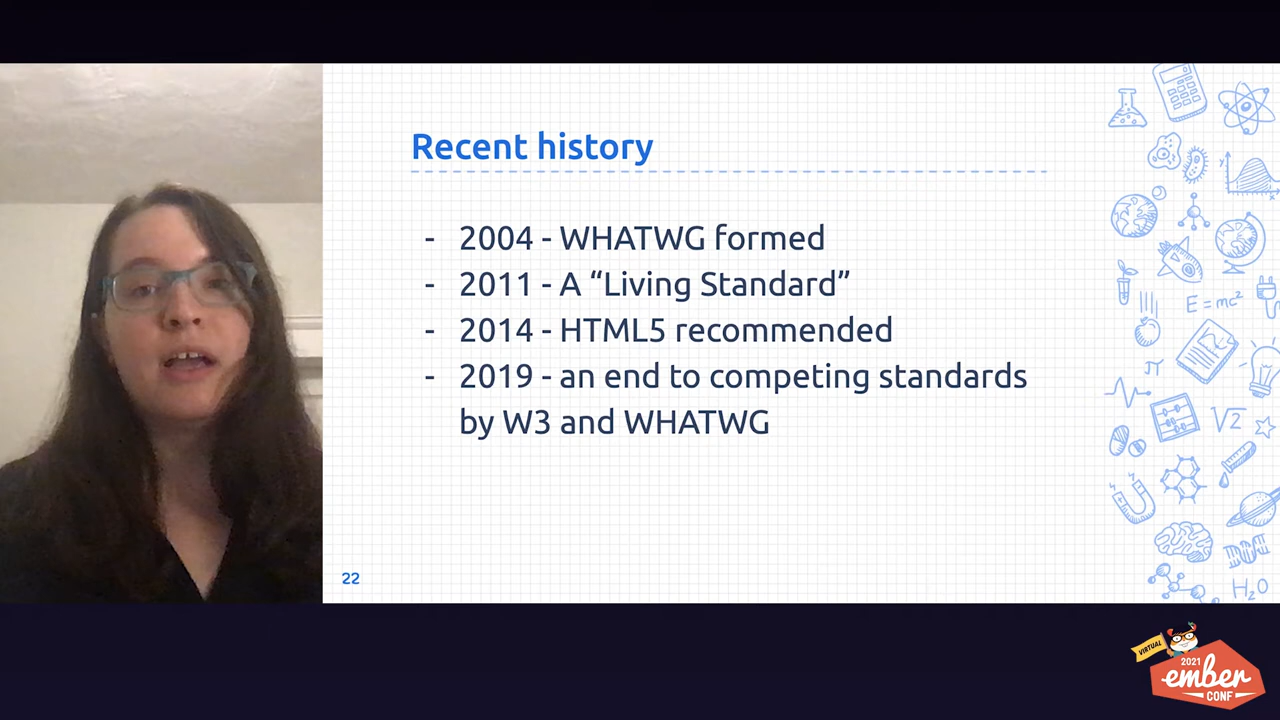 Recent history
- 2004 - WHATWG formed
- 2011 - A “Living Standard”
- 2014 - HTML5 recommended
- 2019 - an end to competing standards
by W3 and WHATWG
22
y
x
E=mc²
π
√2
H₂O
VIRTUAL
2021
ember
CONF